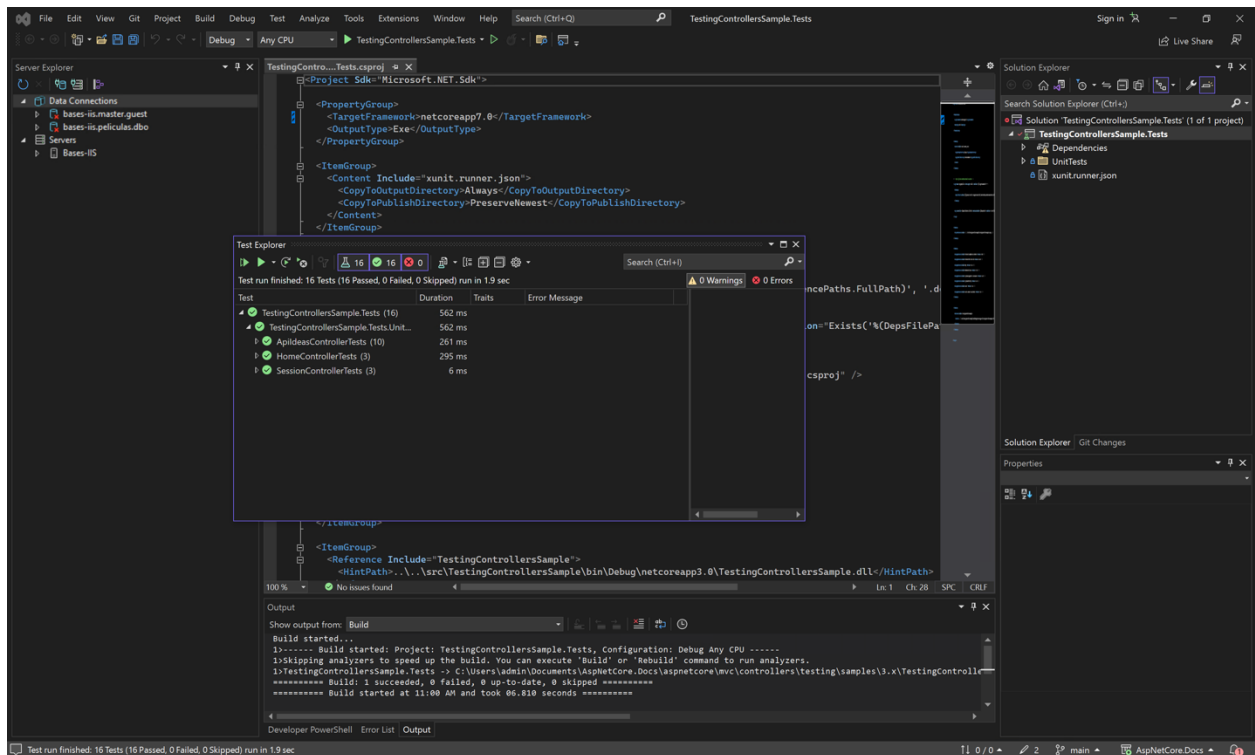 File Edit View Git Project Build Debug Test Analyze Tools Extensions Window Help Search (Ctrl+Q) TestingControllersSample.Tests Sign in
Debug Any CPU TestingControllersSample.Tests Live Share
Server Explorer
Data Connections
bases-iis.master.guest
bases-iis.peliculas.dbo
Servers
Bases-IIS
TestingContro....Tests.csproj
<Project Sdk="Microsoft.NET.Sdk">
<PropertyGroup>
<TargetFramework>netcoreapp7.0</TargetFramework>
<OutputType>Exe</OutputType>
</PropertyGroup>
<ItemGroup>
<Content Include="xunit.runner.json">
<CopyToOutputDirectory>Always</CopyToOutputDirectory>
<CopyToPublishDirectory>PreserveNewest</CopyToPublishDirectory>
</Content>
</ItemGroup>
Test Explorer
16 16 0 Search (Ctrl+I)
Test run finished: 16 Tests (16 Passed, 0 Failed, 0 Skipped) run in 1.9 sec 0 Warnings 0 Errors
Test Duration Traits Error Message
TestingControllersSample.Tests (16) 562 ms
TestingControllersSample.Tests.Unit... 562 ms
ApiIdeasControllerTests (10) 261 ms
HomeControllerTests (3) 295 ms
SessionControllerTests (3) 6 ms
encePaths.FullPath)', '.d
on="Exists('%(DepsFilePa
csproj" />
</ItemGroup>
<ItemGroup>
<Reference Include="TestingControllersSample">
<HintPath>..\..\src\TestingControllersSample\bin\Debug\netcoreapp3.0\TestingControllersSample.dll</HintPath>
100 % No issues found Ln: 1 Ch: 28 SPC CRLF
Output
Show output from: Build
Build started...
1>------ Build started: Project: TestingControllersSample.Tests, Configuration: Debug Any CPU ------
1>Skipping analyzers to speed up the build. You can execute 'Build' or 'Rebuild' command to run analyzers.
1>TestingControllersSample.Tests -> C:\Users\admin\Documents\AspNetCore.Docs\aspnetcore\mvc\controllers\testing\samples\3.x\TestingControlle
========== Build: 1 succeeded, 0 failed, 0 up-to-date, 0 skipped ==========
========== Build started at 11:00 AM and took 06.810 seconds ==========
Developer PowerShell Error List Output
Solution Explorer
Search Solution Explorer (Ctrl+;)
Solution 'TestingControllersSample.Tests' (1 of 1 project)
TestingControllersSample.Tests
Dependencies
UnitTests
xunit.runner.json
Solution Explorer Git Changes
Properties
Test run finished: 16 Tests (16 Passed, 0 Failed, 0 Skipped) run in 1.9 sec 0 / 0 2 main AspNetCore.Docs